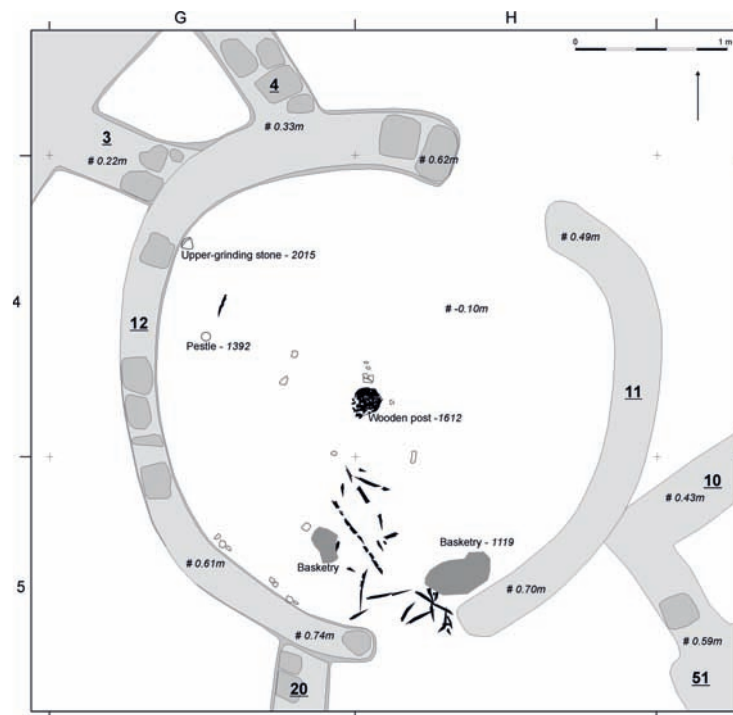 G
H
0
1 m
4
# 0.33m
3
# 0.22m
# 0.62m
# 0.49m
Upper-grinding stone - 2015
4
# -0.10m
12
Pestle - 1392
11
Wooden post -1612
10
# 0.43m
Basketry - 1119
Basketry
5
# 0.61m
# 0.70m
# 0.74m
# 0.59m
51
20